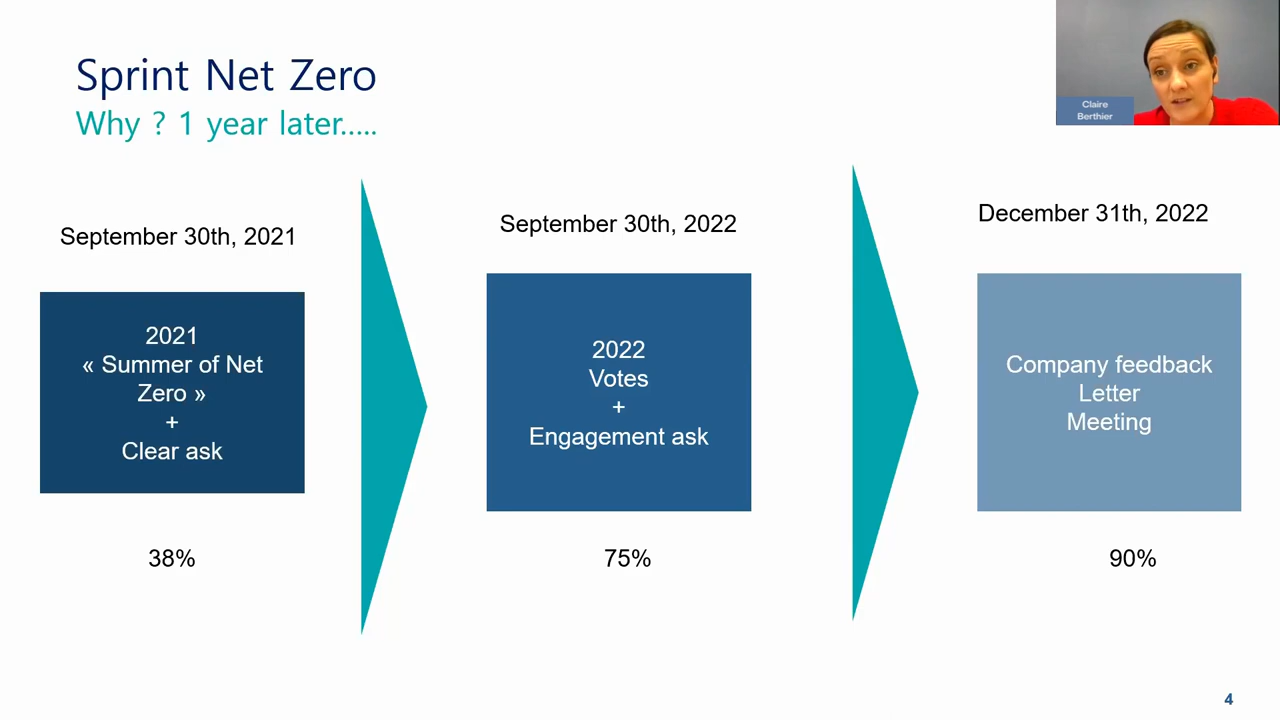 Sprint Net Zero
Why ? 1 year later.....
Claire
Berthier
September 30th, 2021
2021
« Summer of Net
Zero »
+
Clear ask
38%
September 30th, 2022
2022
Votes
+
Engagement ask
75%
December 31th, 2022
Company feedback
Letter
Meeting
90%
4